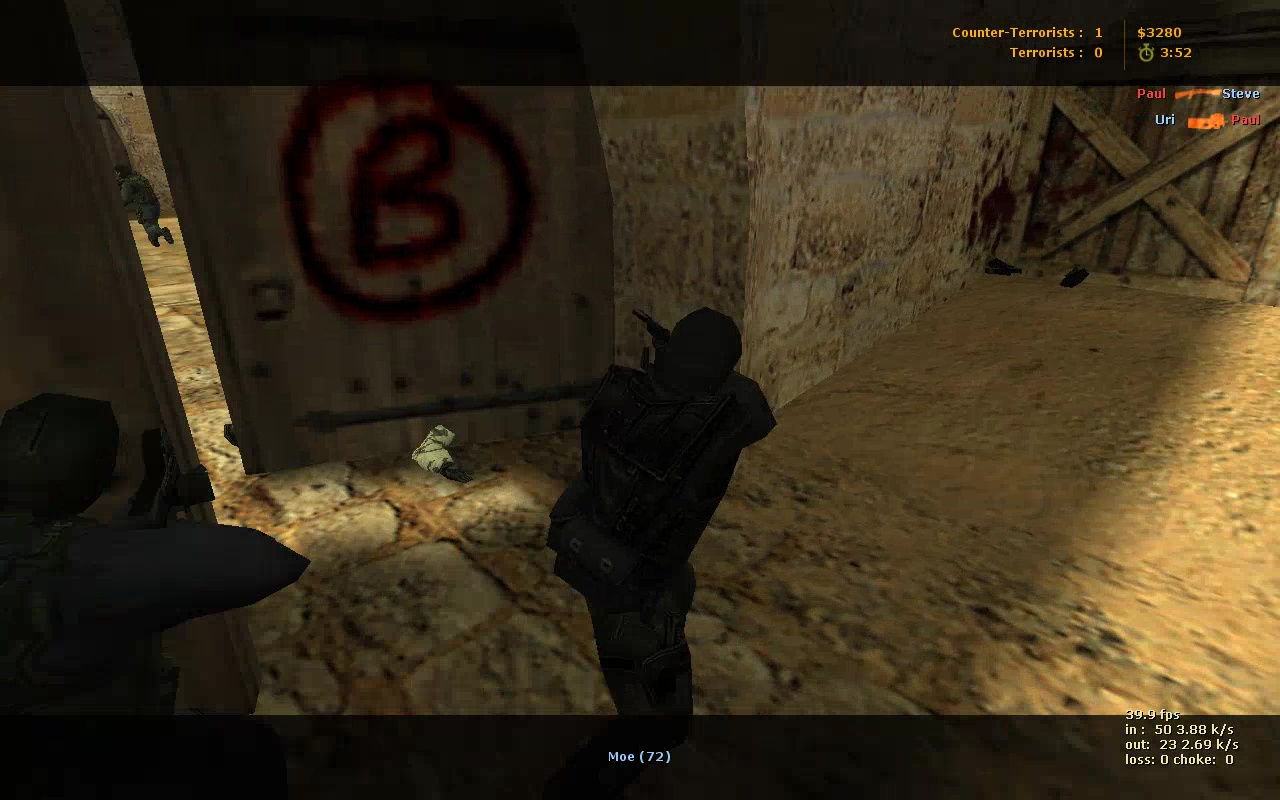 Counter-Terrorists : 1 $3280
Terrorists : 0 3:52
Paul Steve
Uri Paul
B
Moe (72)
39.9 fps
in : 50 3.88 k/s
out: 23 2.69 k/s
loss: 0 choke: 0